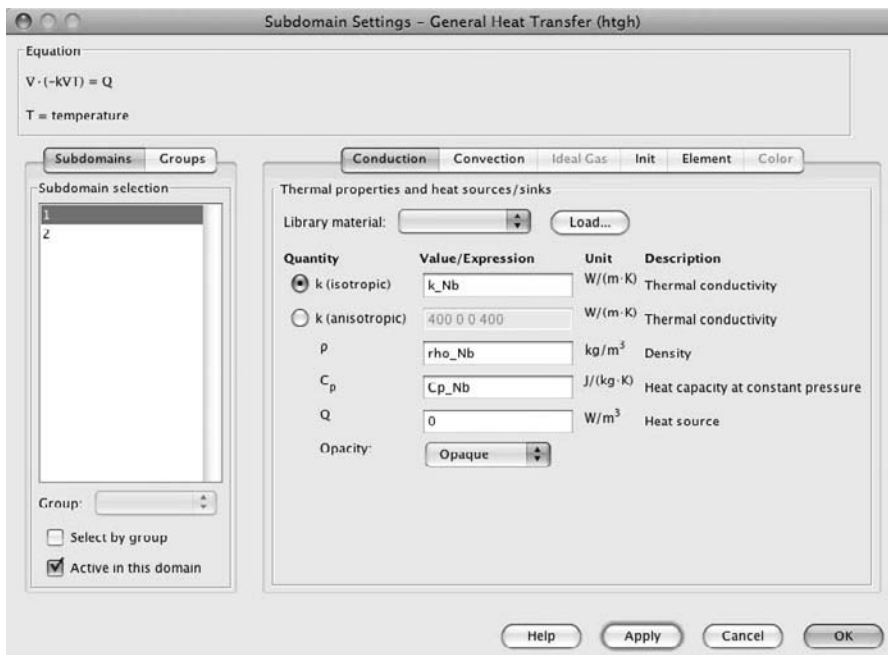 Subdomain Settings – General Heat Transfer (htgh)
Equation
∇·(-k∇T) = Q
T = temperature
Subdomains Groups
Subdomain selection
1
2
Group:
Select by group
Active in this domain
Conduction Convection Ideal Gas Init Element Color
Thermal properties and heat sources/sinks
Library material: Load...
Quantity Value/Expression Unit Description
k (isotropic) k_Nb W/(m·K) Thermal conductivity
k (anisotropic) 400 0 0 400 W/(m·K) Thermal conductivity
ρ rho_Nb kg/m³ Density
Cp Cp_Nb J/(kg·K) Heat capacity at constant pressure
Q 0 W/m³ Heat source
Opacity: Opaque
Help Apply Cancel OK